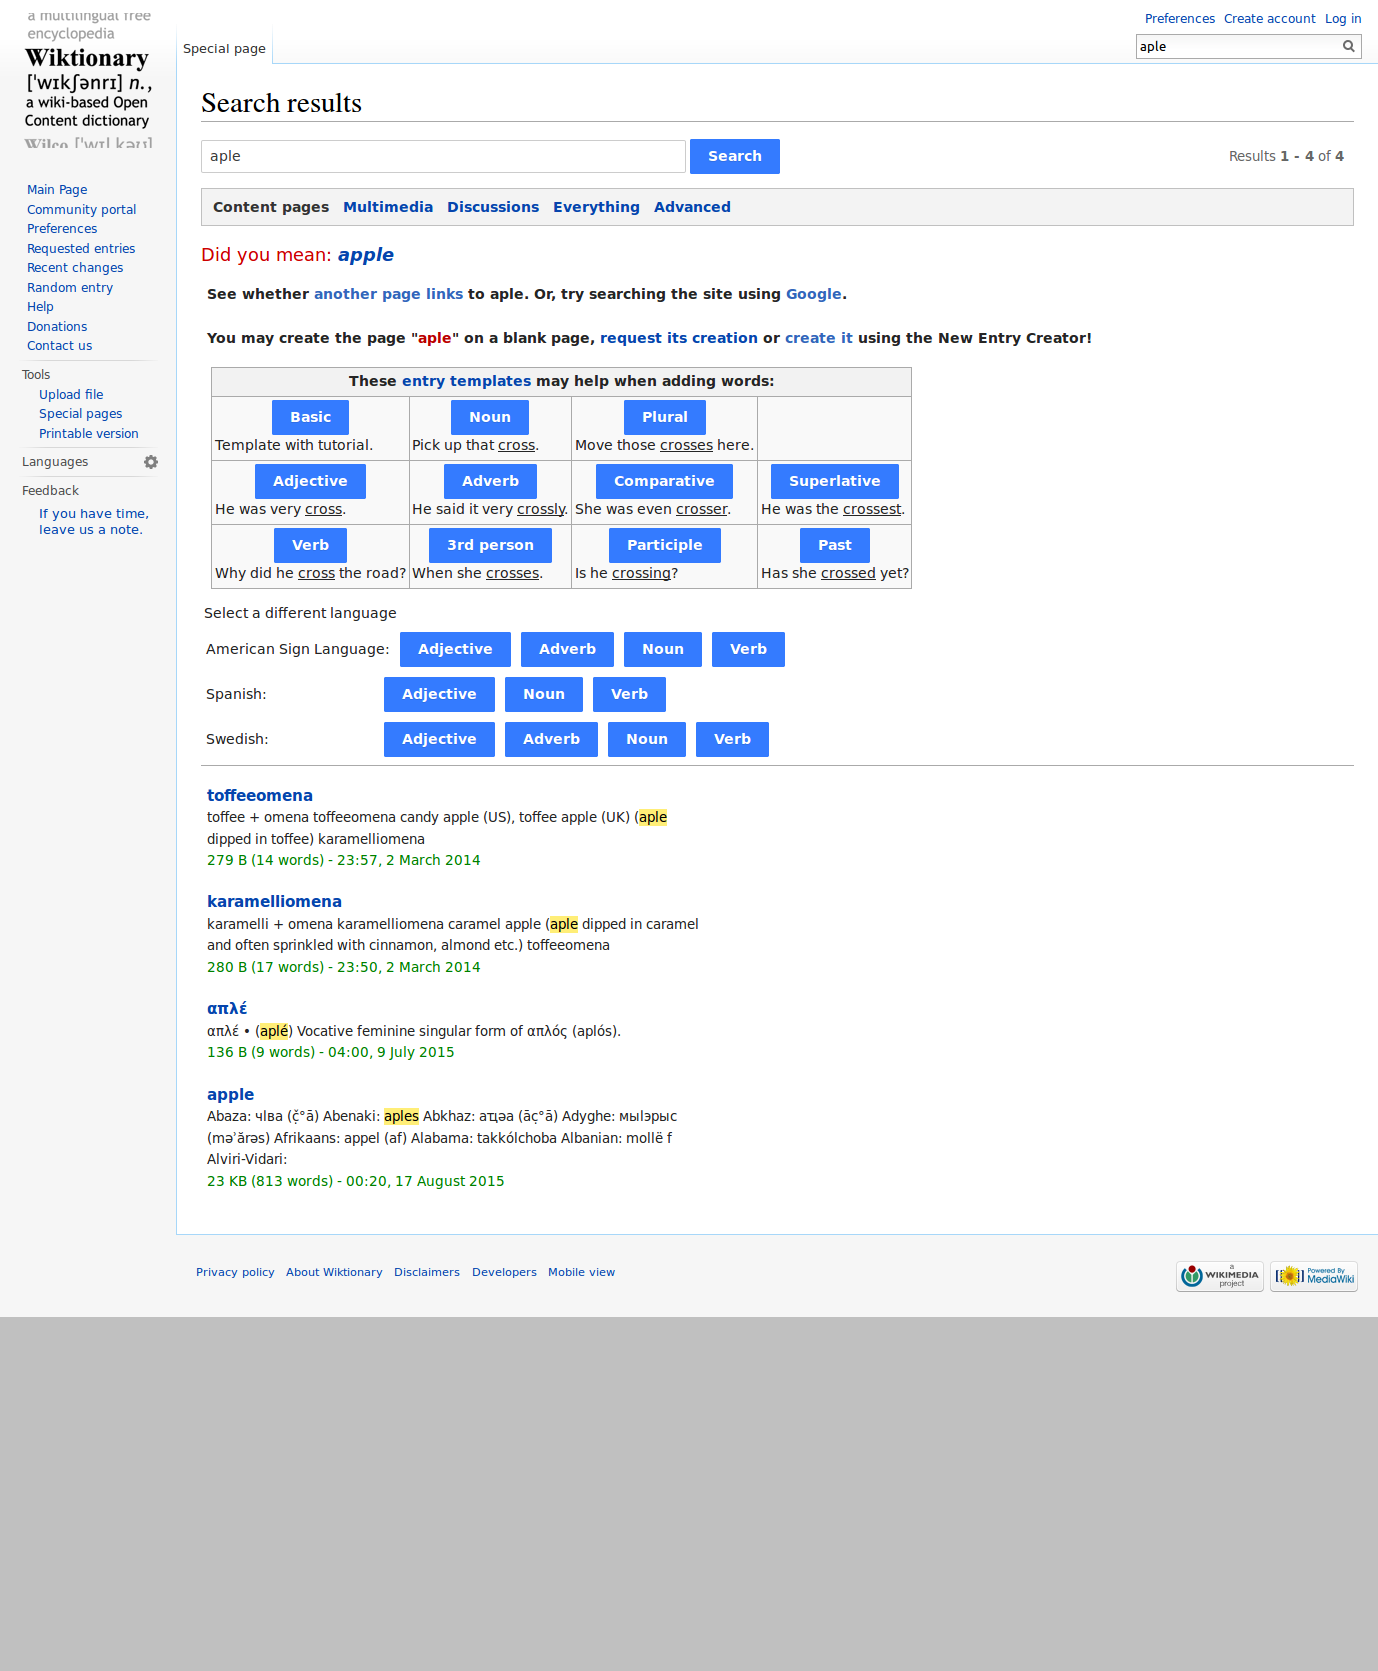 a multilingual free
encyclopedia
Wiktionary
['wɪkʃənrɪ] n.,
a wiki-based Open
Content dictionary
Wilco ['wɪl kəʊ]
Preferences Create account Log in
Special page
aple
Main Page
Community portal
Preferences
Requested entries
Recent changes
Random entry
Help
Donations
Contact us
Tools
Upload file
Special pages
Printable version
Languages
Feedback
If you have time,
leave us a note.
Search results
aple Search Results 1 - 4 of 4
Content pages Multimedia Discussions Everything Advanced
Did you mean: apple
See whether another page links to aple. Or, try searching the site using Google.
You may create the page "aple" on a blank page, request its creation or create it using the New Entry Creator!
These entry templates may help when adding words:
Basic Noun Plural
Template with tutorial. Pick up that cross. Move those crosses here.
Adjective Adverb Comparative Superlative
He was very cross. He said it very crossly. She was even crosser. He was the crossest.
Verb 3rd person Participle Past
Why did he cross the road? When she crosses. Is he crossing? Has she crossed yet?
Select a different language
American Sign Language: Adjective Adverb Noun Verb
Spanish: Adjective Noun Verb
Swedish: Adjective Adverb Noun Verb
toffeeomena
toffee + omena toffeeomena candy apple (US), toffee apple (UK) (aple
dipped in toffee) karamelliomena
279 B (14 words) - 23:57, 2 March 2014
karamelliomena
karamelli + omena karamelliomena caramel apple (aple dipped in caramel
and often sprinkled with cinnamon, almond etc.) toffeeomena
280 B (17 words) - 23:50, 2 March 2014
απλέ
απλέ • (aplé) Vocative feminine singular form of απλός (aplós).
136 B (9 words) - 04:00, 9 July 2015
apple
Abaza: чӏвa (č̣°ā) Abenaki: aples Abkhaz: аҵәа (āç°ā) Adyghe: мыӏэрыс
(məʾărəs) Afrikaans: appel (af) Alabama: takkólchoba Albanian: mollë f
Alviri-Vidari:
23 KB (813 words) - 00:20, 17 August 2015
Privacy policy About Wiktionary Disclaimers Developers Mobile view
a
WIKIMEDIA
project
Powered By
MediaWiki